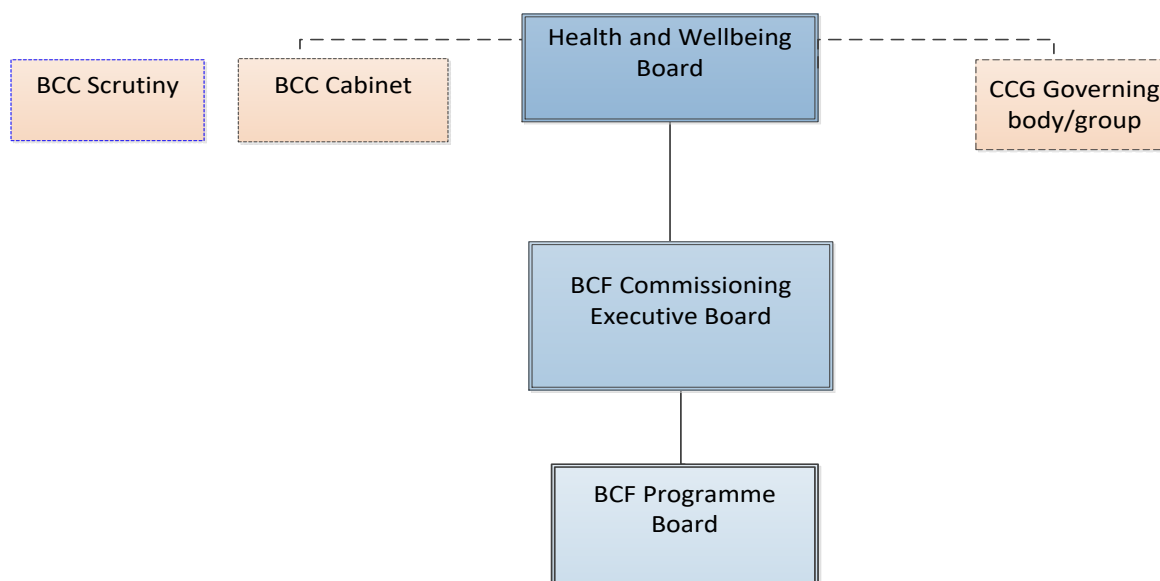 Health and Wellbeing
Board
BCC Scrutiny
BCC Cabinet
CCG Governing
body/group
BCF Commissioning
Executive Board
BCF Programme
Board